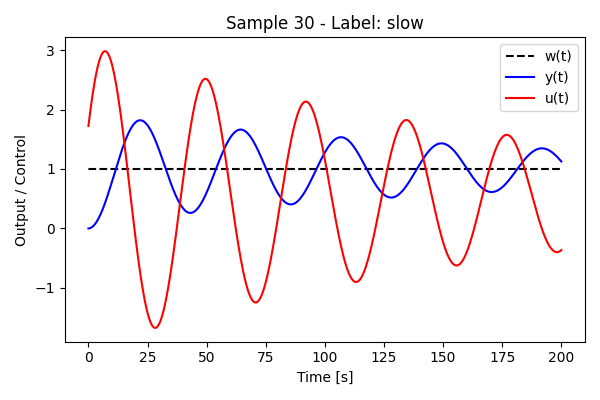 Sample 30 - Label: slow
w(t)
y(t)
u(t)
Output / Control
3
2
1
0
−1
0
25
50
75
100
125
150
175
200
Time [s]